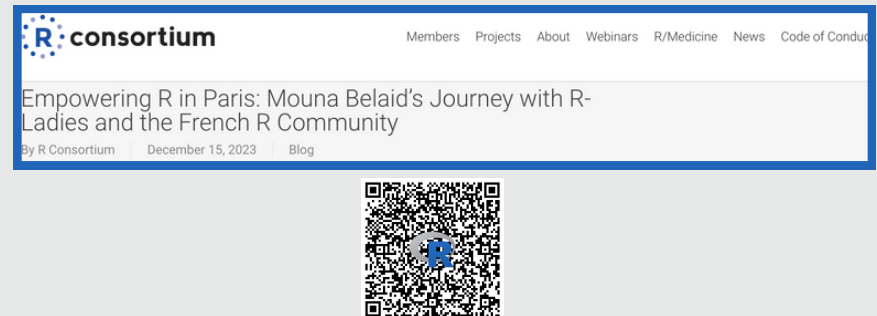 R consortium
Members Projects About Webinars R/Medicine News Code of Conduc
Empowering R in Paris: Mouna Belaid's Journey with R-
Ladies and the French R Community
By R Consortium December 15, 2023 Blog
R